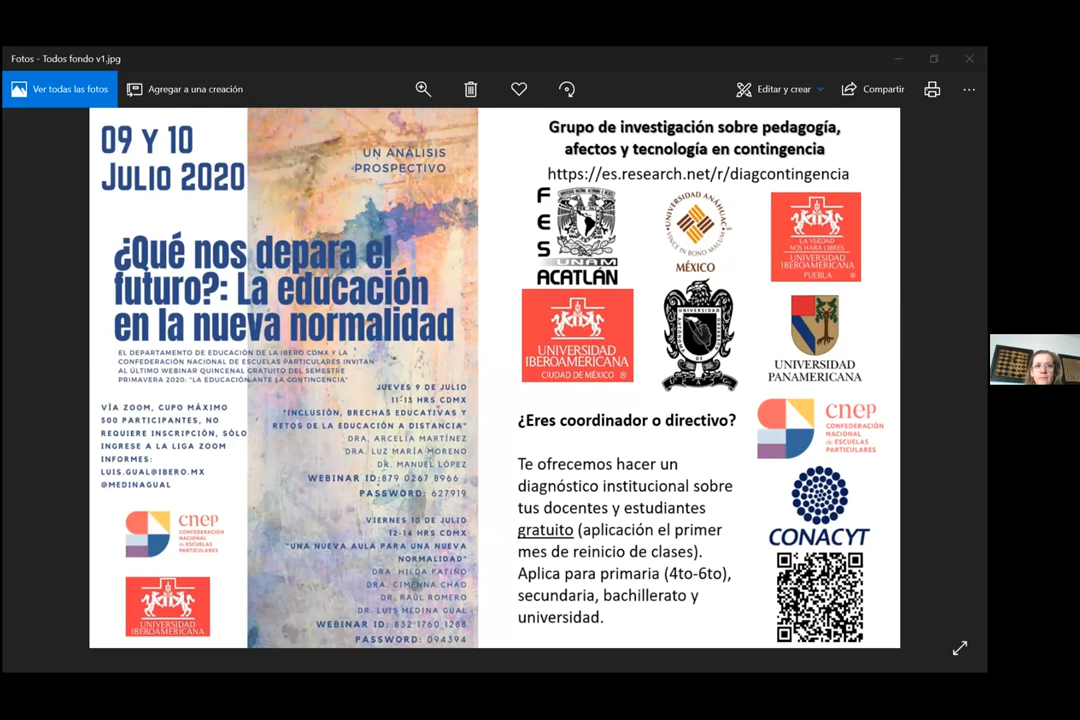 Fotos - Todos fondo v1.jpg
Ver todas las fotos
Agregar a una creación
Editar y crear
Compartir
09 Y 10
JULIO 2020
UN ANÁLISIS
PROSPECTIVO
¿Qué nos depara el
futuro?: La educación
en la nueva normalidad
EL DEPARTAMENTO DE EDUCACIÓN DE LA IBERO CDMX Y LA
CONFEDERACIÓN NACIONAL DE ESCUELAS PARTICULARES INVITAN
AL ÚLTIMO WEBINAR QUINCENAL GRATUITO DEL SEMESTRE
PRIMAVERA 2020: "LA EDUCACIÓN ANTE LA CONTINGENCIA"
VÍA ZOOM, CUPO MÁXIMO
500 PARTICIPANTES, NO
REQUIERE INSCRIPCIÓN, SÓLO
INGRESE A LA LIGA ZOOM
INFORMES:
LUIS.GUAL@IBERO.MX
@MEDINAGUAL
JUEVES 9 DE JULIO
11-13 HRS CDMX
"INCLUSIÓN, BRECHAS EDUCATIVAS Y
RETOS DE LA EDUCACIÓN A DISTANCIA"
DRA. ARCELIA MARTÍNEZ
DRA. LUZ MARÍA MORENO
DR. MANUEL LÓPEZ
WEBINAR ID:879 0267 8966
PASSWORD: 627919
VIERNES 10 DE JULIO
12-14 HRS CDMX
"UNA NUEVA AULA PARA UNA NUEVA
NORMALIDAD"
DRA. HILDA PATIÑO
DRA. CIMENNA CHAO
DR. RAÚL ROMERO
DR. LUIS MEDINA GUAL
WEBINAR ID: 832 1760 1288
PASSWORD: 094394
cnep
CONFEDERACIÓN
NACIONAL
de ESCUELAS
PARTICULARES
UNIVERSIDAD
IBEROAMERICANA
Grupo de investigación sobre pedagogía,
afectos y tecnología en contingencia
https://es.research.net/r/diagcontingencia
FES
UNAM
ACATLÁN
UNIVERSIDAD ANÁHUAC
VINCE IN BONO MALUM
MÉXICO
LA VERDAD
NOS HARÁ LIBRES
UNIVERSIDAD
IBEROAMERICANA
PUEBLA ®
UNIVERSIDAD
IBEROAMERICANA
CIUDAD DE MÉXICO ®
UNIVERSIDAD
PANAMERICANA
¿Eres coordinador o directivo?
Te ofrecemos hacer un
diagnóstico institucional sobre
tus docentes y estudiantes
gratuito (aplicación el primer
mes de reinicio de clases).
Aplica para primaria (4to-6to),
secundaria, bachillerato y
universidad.
cnep
CONFEDERACIÓN
NACIONAL
de ESCUELAS
PARTICULARES
CONACYT